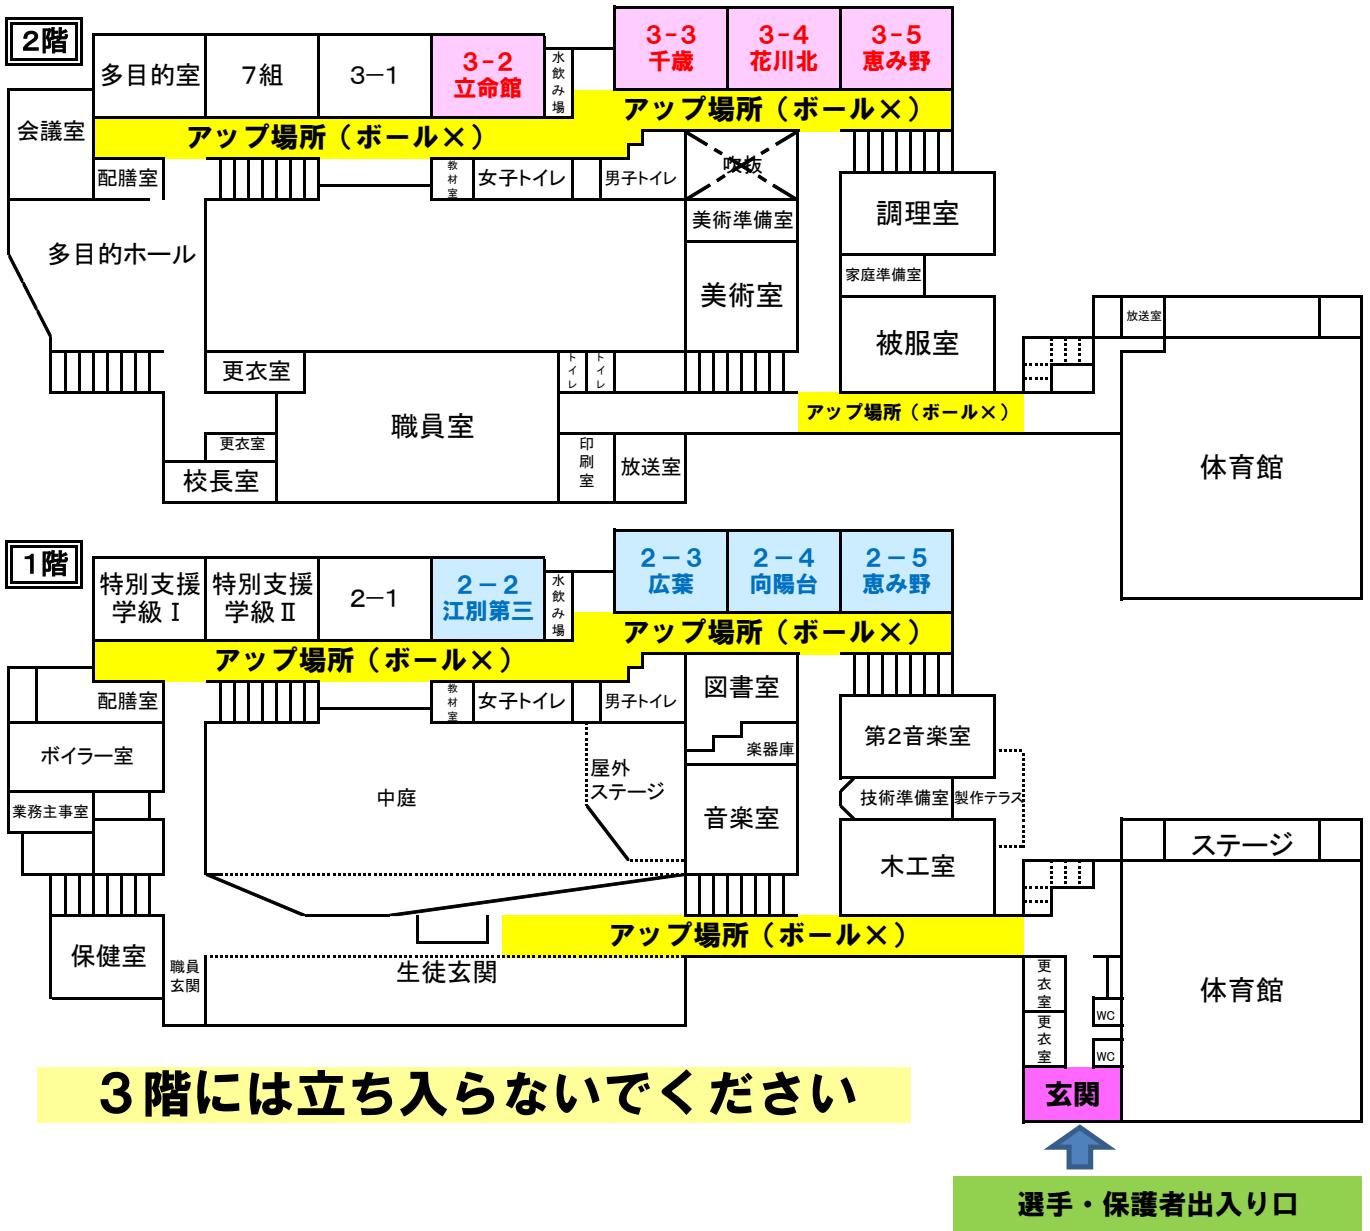 2階
多目的室
7組
3－1
3-2
立命館
水飲み場
3-3
千歳
3-4
花川北
3-5
恵み野
アップ場所（ボール×）
アップ場所（ボール×）
会議室
配膳室
教材室
女子トイレ
男子トイレ
吹抜
美術準備室
調理室
多目的ホール
家庭準備室
美術室
被服室
放送室
更衣室
トイレ
トイレ
アップ場所（ボール×）
職員室
更衣室
校長室
印刷室
放送室
体育館
1階
特別支援
学級Ⅰ
特別支援
学級Ⅱ
2－1
2－2
江別第三
水飲み場
2－3
広葉
2－4
向陽台
2－5
恵み野
アップ場所（ボール×）
アップ場所（ボール×）
配膳室
教材室
女子トイレ
男子トイレ
図書室
第2音楽室
ボイラー室
楽器庫
屋外
ステージ
中庭
技術準備室
製作テラス
業務主事室
音楽室
木工室
ステージ
アップ場所（ボール×）
保健室
職員
玄関
生徒玄関
更衣室
更衣室
WC
WC
体育館
玄関
3階には立ち入らないでください
選手・保護者出入り口